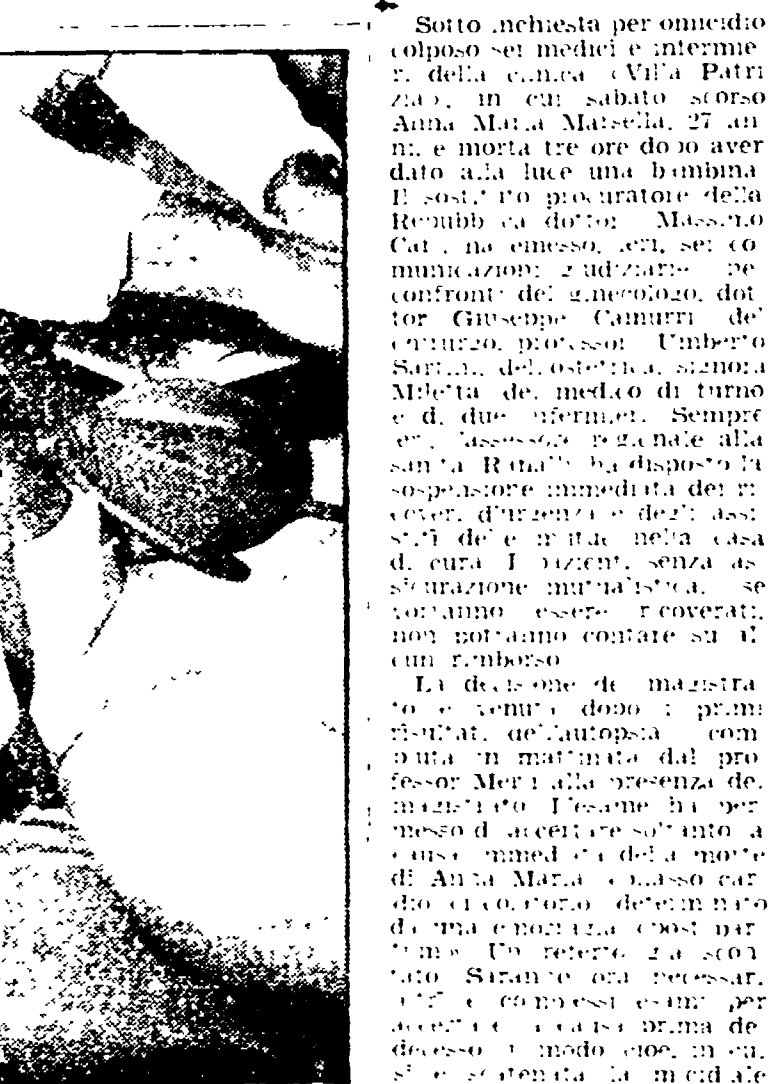 Sotto inchiesta per omicidio
colposo sei medici e infermie
ri della clinica «Villa Patri
zia», in cui sabato scorso
Anna Maria Maisella, 27 an
ni, e morta tre ore dopo aver
dato alla luce una bambina
Il sostituto procuratore della
Repubblica dottor Massimo
ha emesso, ieri, sei co
municazioni giudiziarie ne
confronti del ginecologo, dot
tor Giuseppe Camurri de
chirurgo, professor Umberto
dell'ostetrica, signora
Miletta del medico di turno
e di due infermieri. Sempre
ieri, l'assessore regionale alla
sanita Ranalli ha disposto la
sospensione immediata dei ri
coveri d'urgenza e degli assi
stiti delle mutue nella casa
di cura I pazienti, senza as
sicurazione mutualistica, se
vorranno essere ricoverati,
non potranno contare su al
cun rimborso
La decisione del magistra
to e venuta dopo i primi
risultati dell'autopsia com
piuta in mattinata dal pro
fessor Merli alla presenza del
magistrato L'esame ha per
messo di accertare soltanto la
causa immediata della morte
di Anna Maria collasso car
dio circolatorio determinato
da una emorragia «post par
tum» Un referto gia scon
tato Saranno ora necessari
e complessi esami per
accertare la causa prima del
decesso il modo cioe, in cui
si e scatenata la micidiale